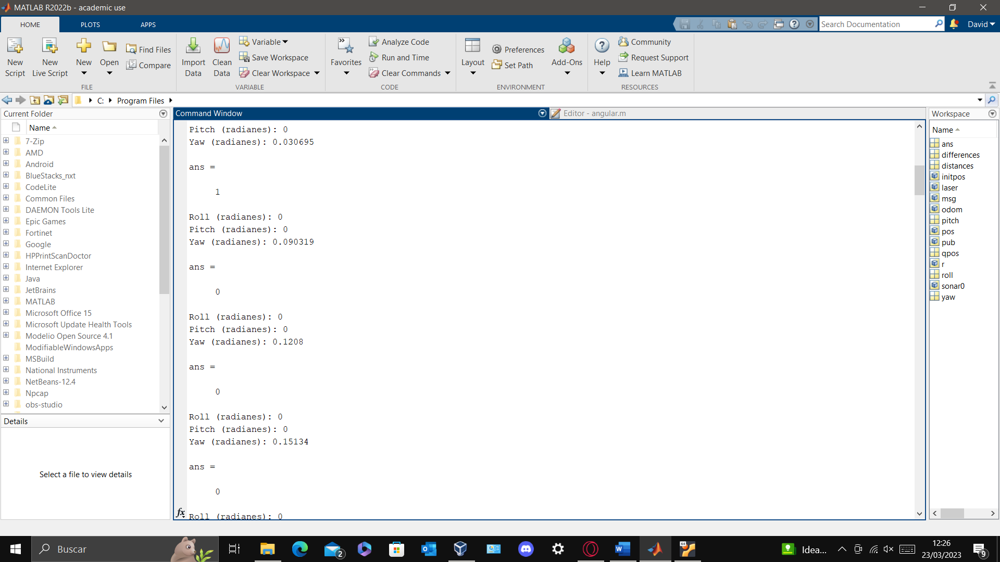 MATLAB R2022b - academic use
HOME PLOTS APPS
Search Documentation
David
New Script
New Live Script
New
Open
Find Files
Compare
FILE
Import Data
Clean Data
Variable
Save Workspace
Clear Workspace
VARIABLE
Favorites
Analyze Code
Run and Time
Clear Commands
CODE
Layout
Preferences
Set Path
Add-Ons
ENVIRONMENT
Help
Community
Request Support
Learn MATLAB
RESOURCES
C: Program Files
Current Folder
Name
7-Zip
AMD
Android
BlueStacks_nxt
CodeLite
Common Files
DAEMON Tools Lite
Epic Games
Fortinet
Google
HPPrintScanDoctor
Internet Explorer
Java
JetBrains
MATLAB
Microsoft Office 15
Microsoft Update Health Tools
Modelio Open Source 4.1
ModifiableWindowsApps
MSBuild
National Instruments
NetBeans-12.4
Npcap
obs-studio
Details
Select a file to view details
Command Window
Editor - angular.m
Pitch (radianes): 0
Yaw (radianes): 0.030695
ans =
1
Roll (radianes): 0
Pitch (radianes): 0
Yaw (radianes): 0.090319
ans =
0
Roll (radianes): 0
Pitch (radianes): 0
Yaw (radianes): 0.1208
ans =
0
Roll (radianes): 0
Pitch (radianes): 0
Yaw (radianes): 0.15134
ans =
0
fx Roll (radianes): 0
Workspace
Name
ans
differences
distances
initpos
laser
msg
odom
pitch
pos
pub
qpos
r
roll
sonar0
yaw
Buscar
2
64
Idea...
12:26
23/03/2023
9